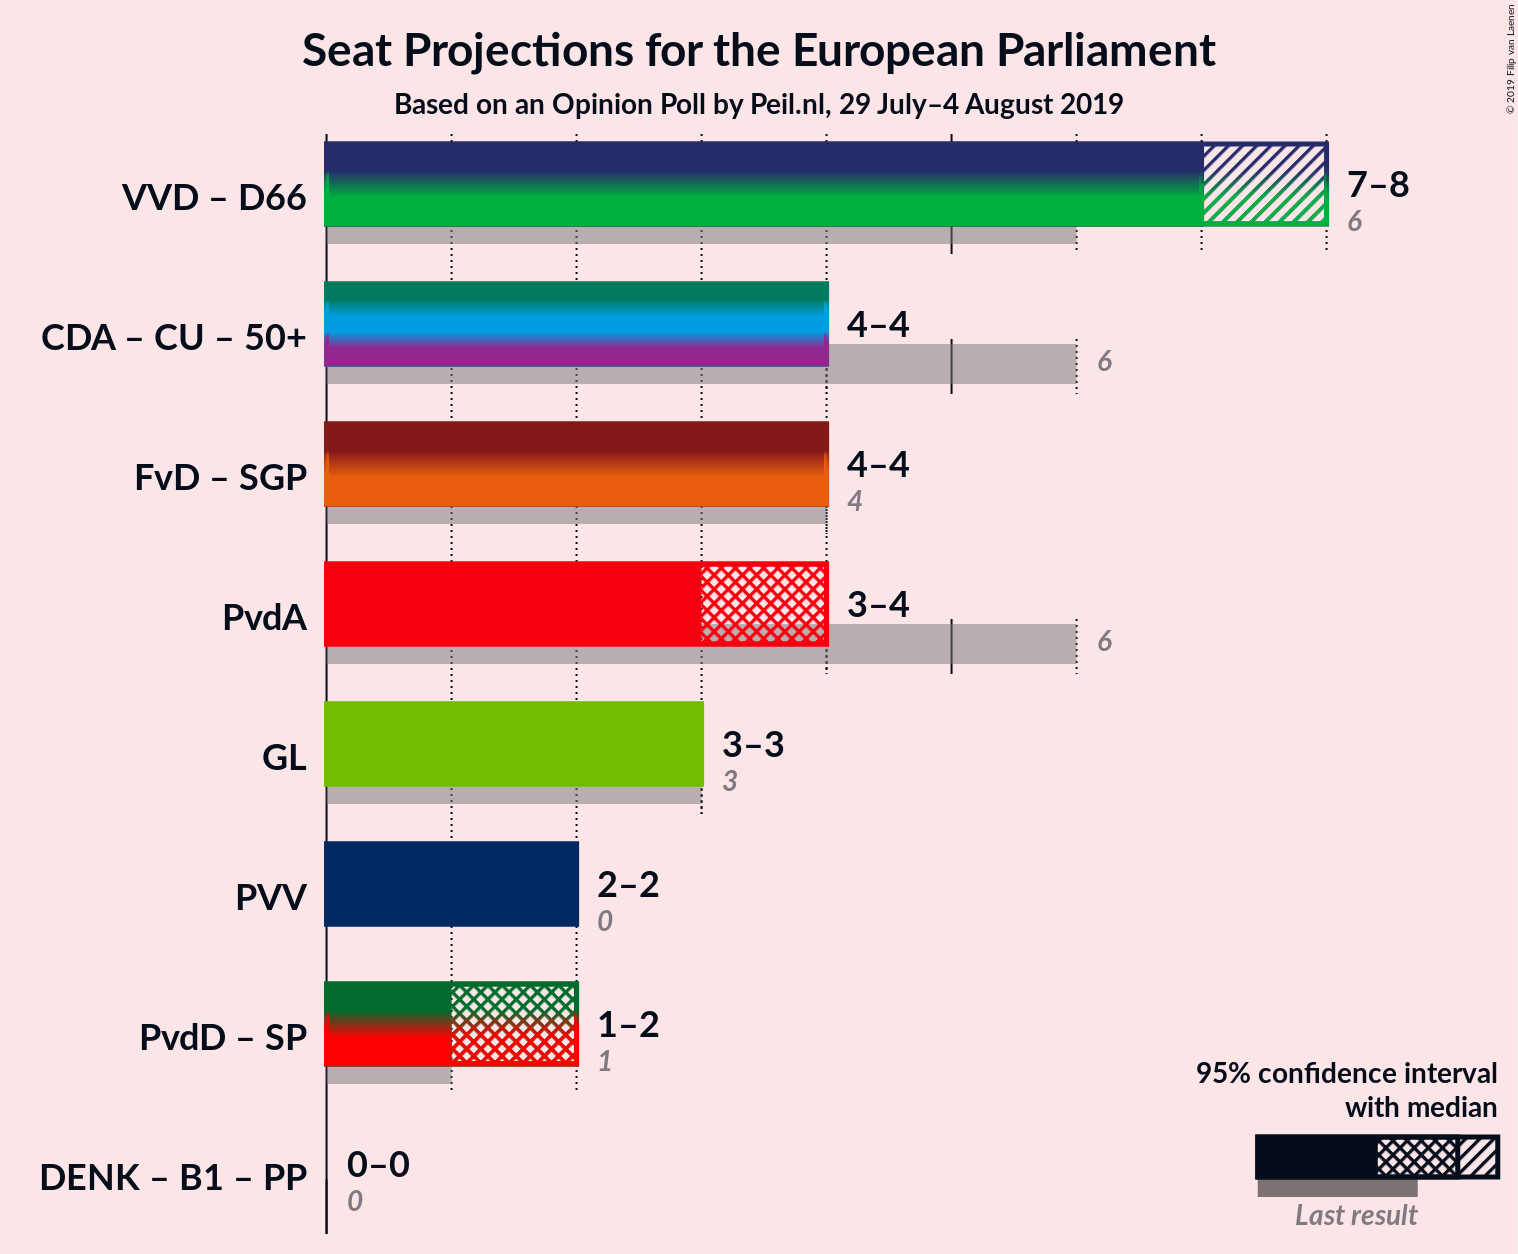 Seat Projections for the European Parliament
Based on an Opinion Poll by Peil.nl, 29 July–4 August 2019
© 2019 Filip van Laenen
VVD – D66
7–8
6
CDA – CU – 50+
4–4
6
FvD – SGP
4–4
4
PvdA
3–4
6
GL
3–3
3
PVV
2–2
0
PvdD – SP
1–2
1
DENK – B1 – PP
0–0
0
95% confidence interval
with median
Last result